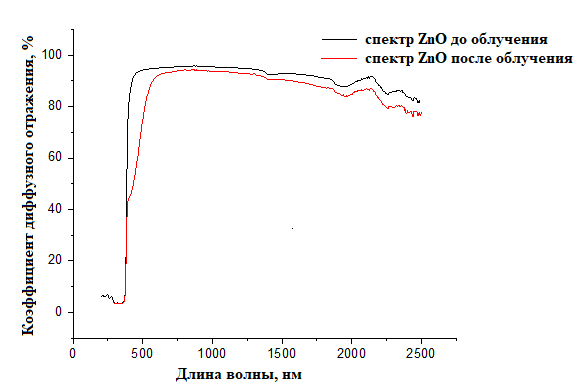 спектр ZnO до облучения
спектр ZnO после облучения
Коэффициент диффузного отражения, %
100
80
60
40
20
0
0 500 1000 1500 2000 2500
Длина волны, нм